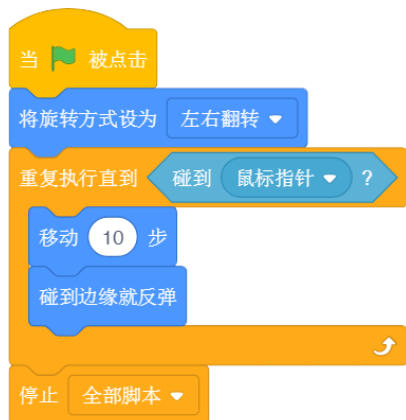 当 被点击
将旋转方式设为 左右翻转
重复执行直到 碰到 鼠标指针 ?
移动 10 步
碰到边缘就反弹
停止 全部脚本